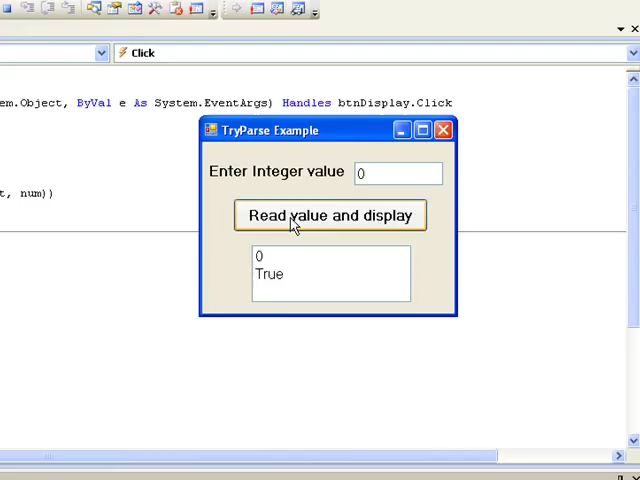 Click
em.Object, ByVal e As System.EventArgs) Handles btnDisplay.Click
TryParse Example
Enter Integer value 0
t, num))
Read value and display
0
True